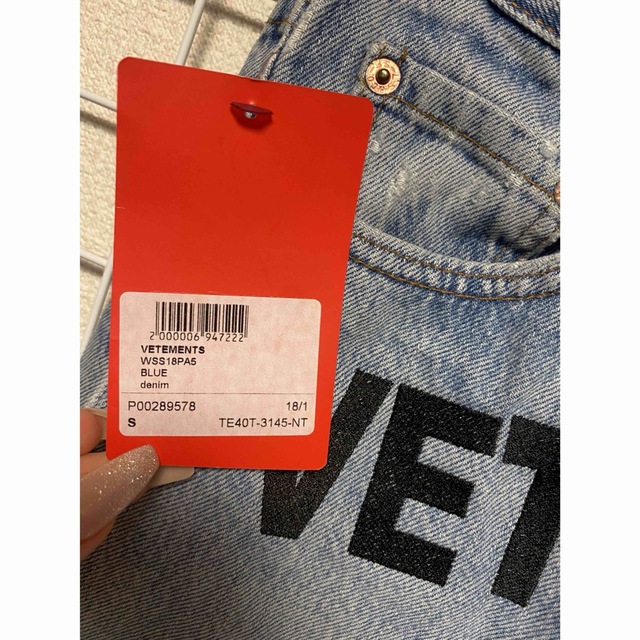 2 000006 947222
VETEMENTS
WSS18PA5
BLUE
denim
P00289578 18/1
S TE40T-3145-NT
VET